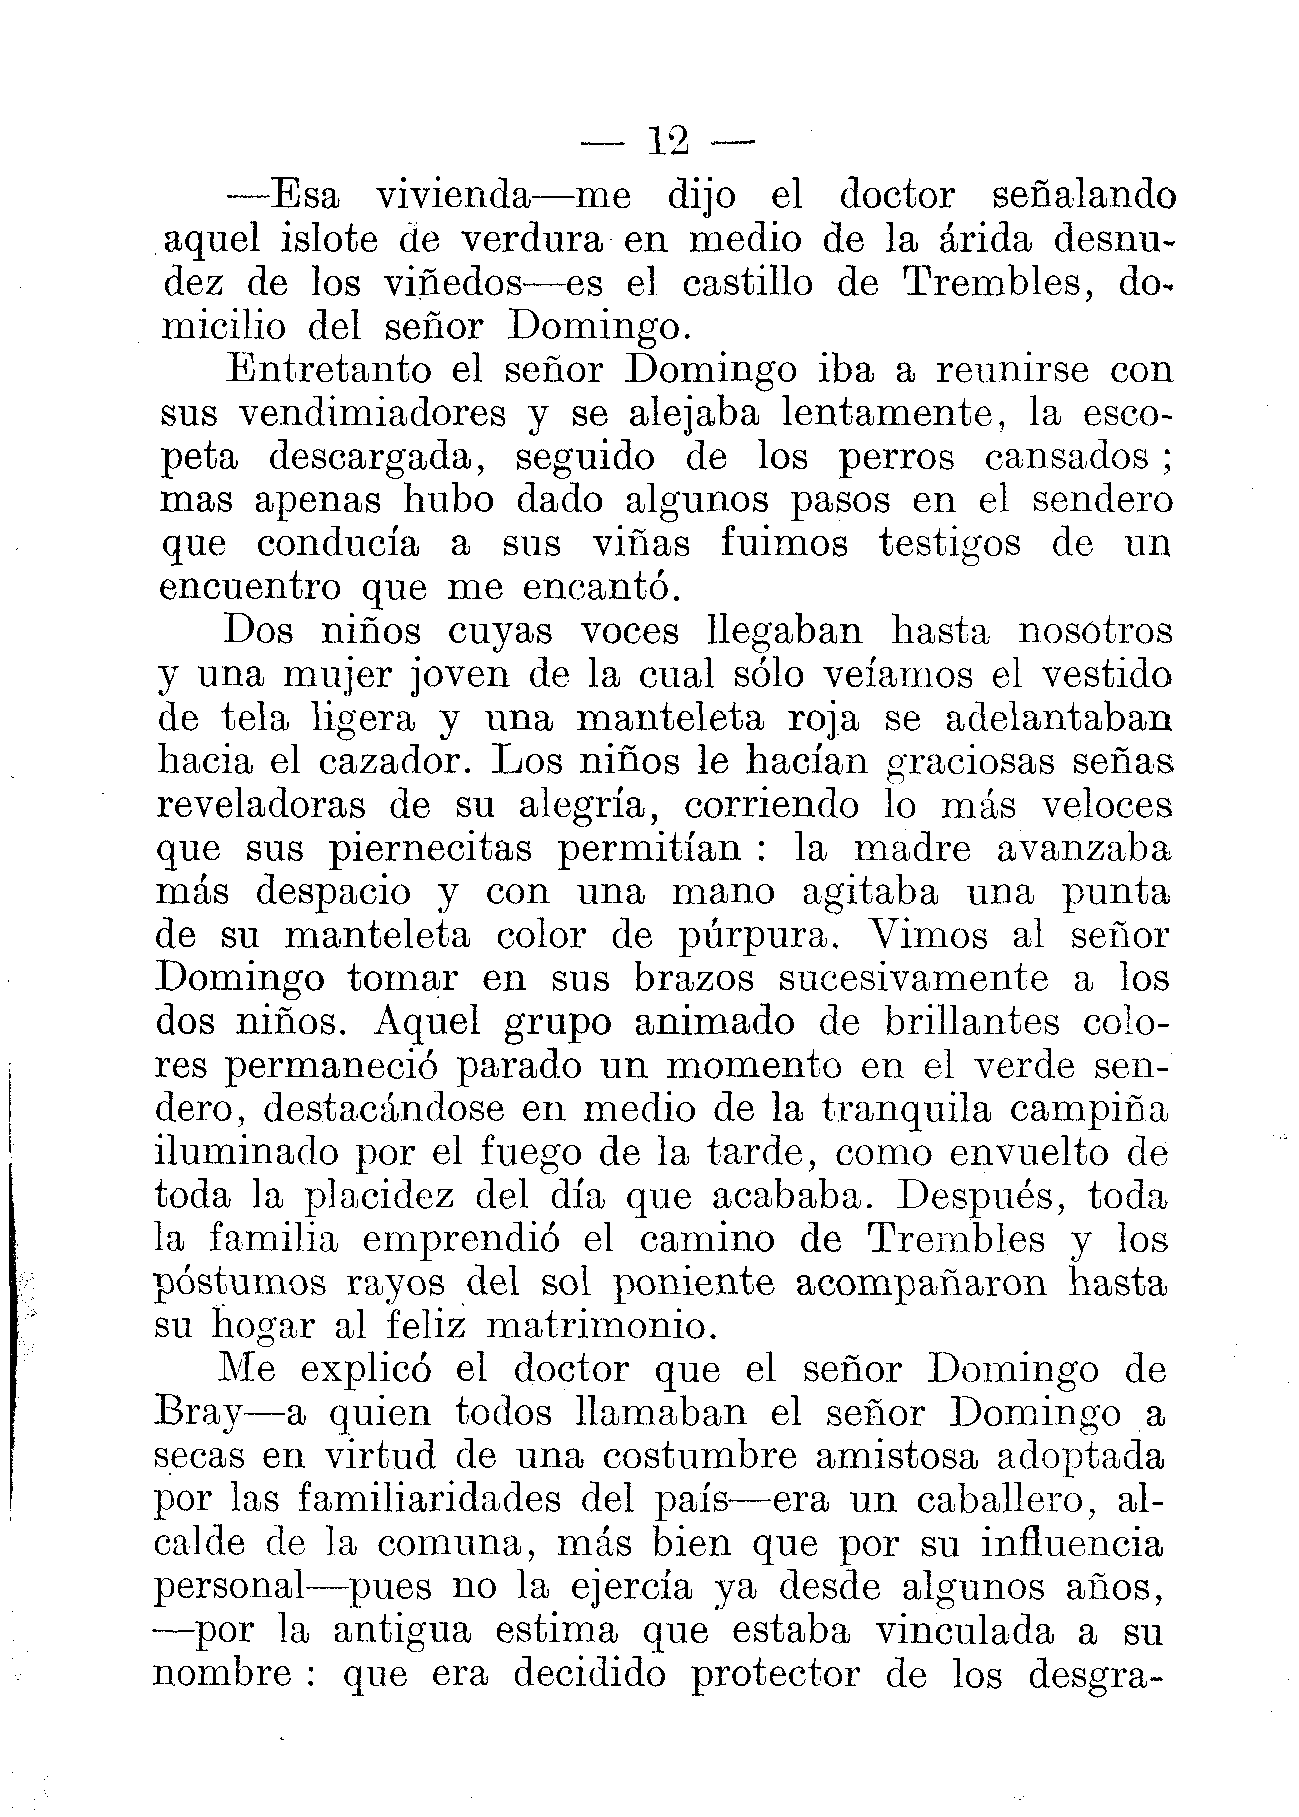 — 12 —
—Esa vivienda—me dijo el doctor señalando
aquel islote de verdura en medio de la árida desnu-
dez de los viñedos—es el castillo de Trembles, do-
micilio del señor Domingo.
Entretanto el señor Domingo iba a reunirse con
sus vendimiadores y se alejaba lentamente, la esco-
peta descargada, seguido de los perros cansados ;
mas apenas hubo dado algunos pasos en el sendero
que conducía a sus viñas fuimos testigos de un
encuentro que me encantó.
Dos niños cuyas voces llegaban hasta nosotros
y una mujer joven de la cual sólo veíamos el vestido
de tela ligera y una manteleta roja se adelantaban
hacia el cazador. Los niños le hacían graciosas señas
reveladoras de su alegría, corriendo lo más veloces
que sus piernecitas permitían : la madre avanzaba
más despacio y con una mano agitaba una punta
de su manteleta color de púrpura. Vimos al señor
Domingo tomar en sus brazos sucesivamente a los
dos niños. Aquel grupo animado de brillantes colo-
res permaneció parado un momento en el verde sen-
dero, destacándose en medio de la tranquila campiña
iluminado por el fuego de la tarde, como envuelto de
toda la placidez del día que acababa. Después, toda
la familia emprendió el camino de Trembles y los
póstumos rayos del sol poniente acompañaron hasta
su hogar al feliz matrimonio.
Me explicó el doctor que el señor Domingo de
Bray—a quien todos llamaban el señor Domingo a
secas en virtud de una costumbre amistosa adoptada
por las familiaridades del país—era un caballero, al-
calde de la comuna, más bien que por su influencia
personal—pues no la ejercía ya desde algunos años,
—por la antigua estima que estaba vinculada a su
nombre : que era decidido protector de los desgra-